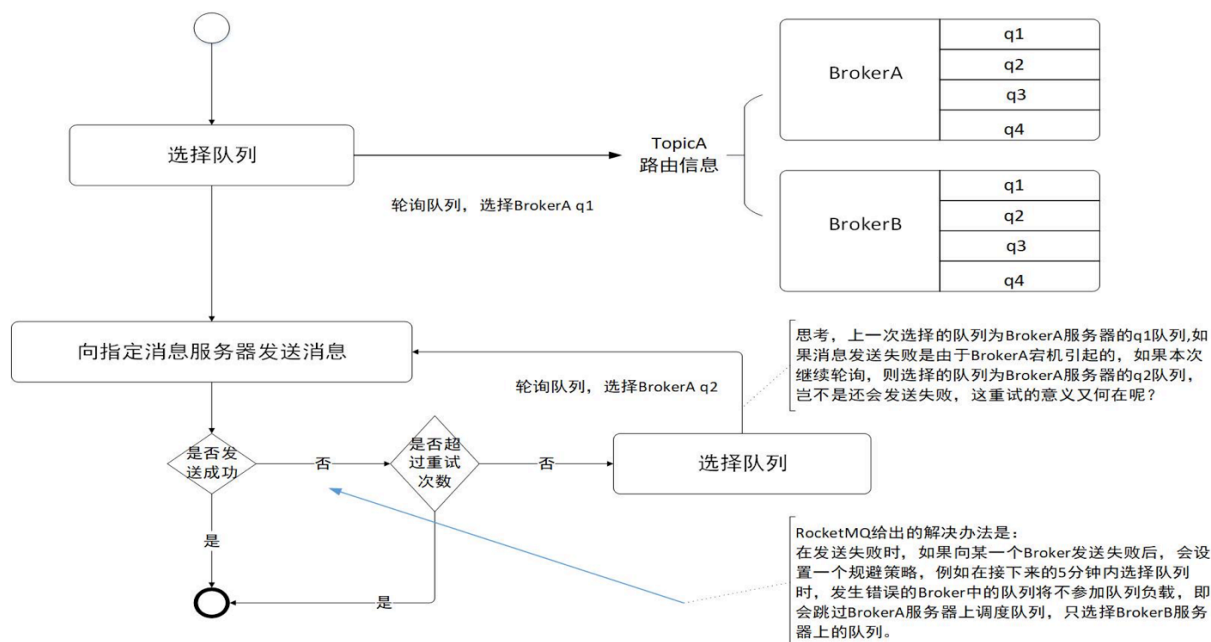 q1
q2
BrokerA
q3
q4
选择队列
TopicA
路由信息
轮询队列，选择BrokerA q1
q1
q2
BrokerB
q3
q4
向指定消息服务器发送消息
思考，上一次选择的队列为BrokerA服务器的q1队列,如
果消息发送失败是由于BrokerA宕机引起的，如果本次
继续轮询，则选择的队列为BrokerA服务器的q2队列，
岂不是还会发送失败，这重试的意义又何在呢？
轮询队列，选择BrokerA q2
是否发
送成功
否
是否超
过重试
次数
否
选择队列
是
是
RocketMQ给出的解决办法是：
在发送失败时，如果向某一个Broker发送失败后，会设
置一个规避策略，例如在接下来的5分钟内选择队列
时，发生错误的Broker中的队列将不参加队列负载，即
会跳过BrokerA服务器上调度队列，只选择BrokerB服务
器上的队列。